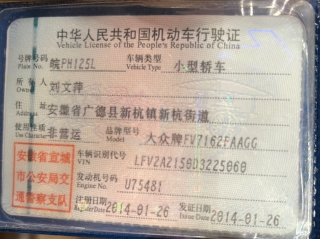 中华人民共和国机动车行驶证
Vehicle License of the People's Republic of China
号牌号码 皖PH125L 车辆类型 小型轿车
Plate No. Vehicle Type
所有人 刘文萍
Owner
住址 安徽省广德县新杭镇新杭街道
Address
使用性质 非营运 品牌型号 大众牌FV7162FAAGG
Use Character Model
安徽省宣城
市公安局交
通警察支队
车辆识别代号 LFV2A2150D3225060
VIN
发动机号码 U75481
Engine No.
注册日期 2014-01-26 发证日期 2014-01-26
Register Date Issue Date